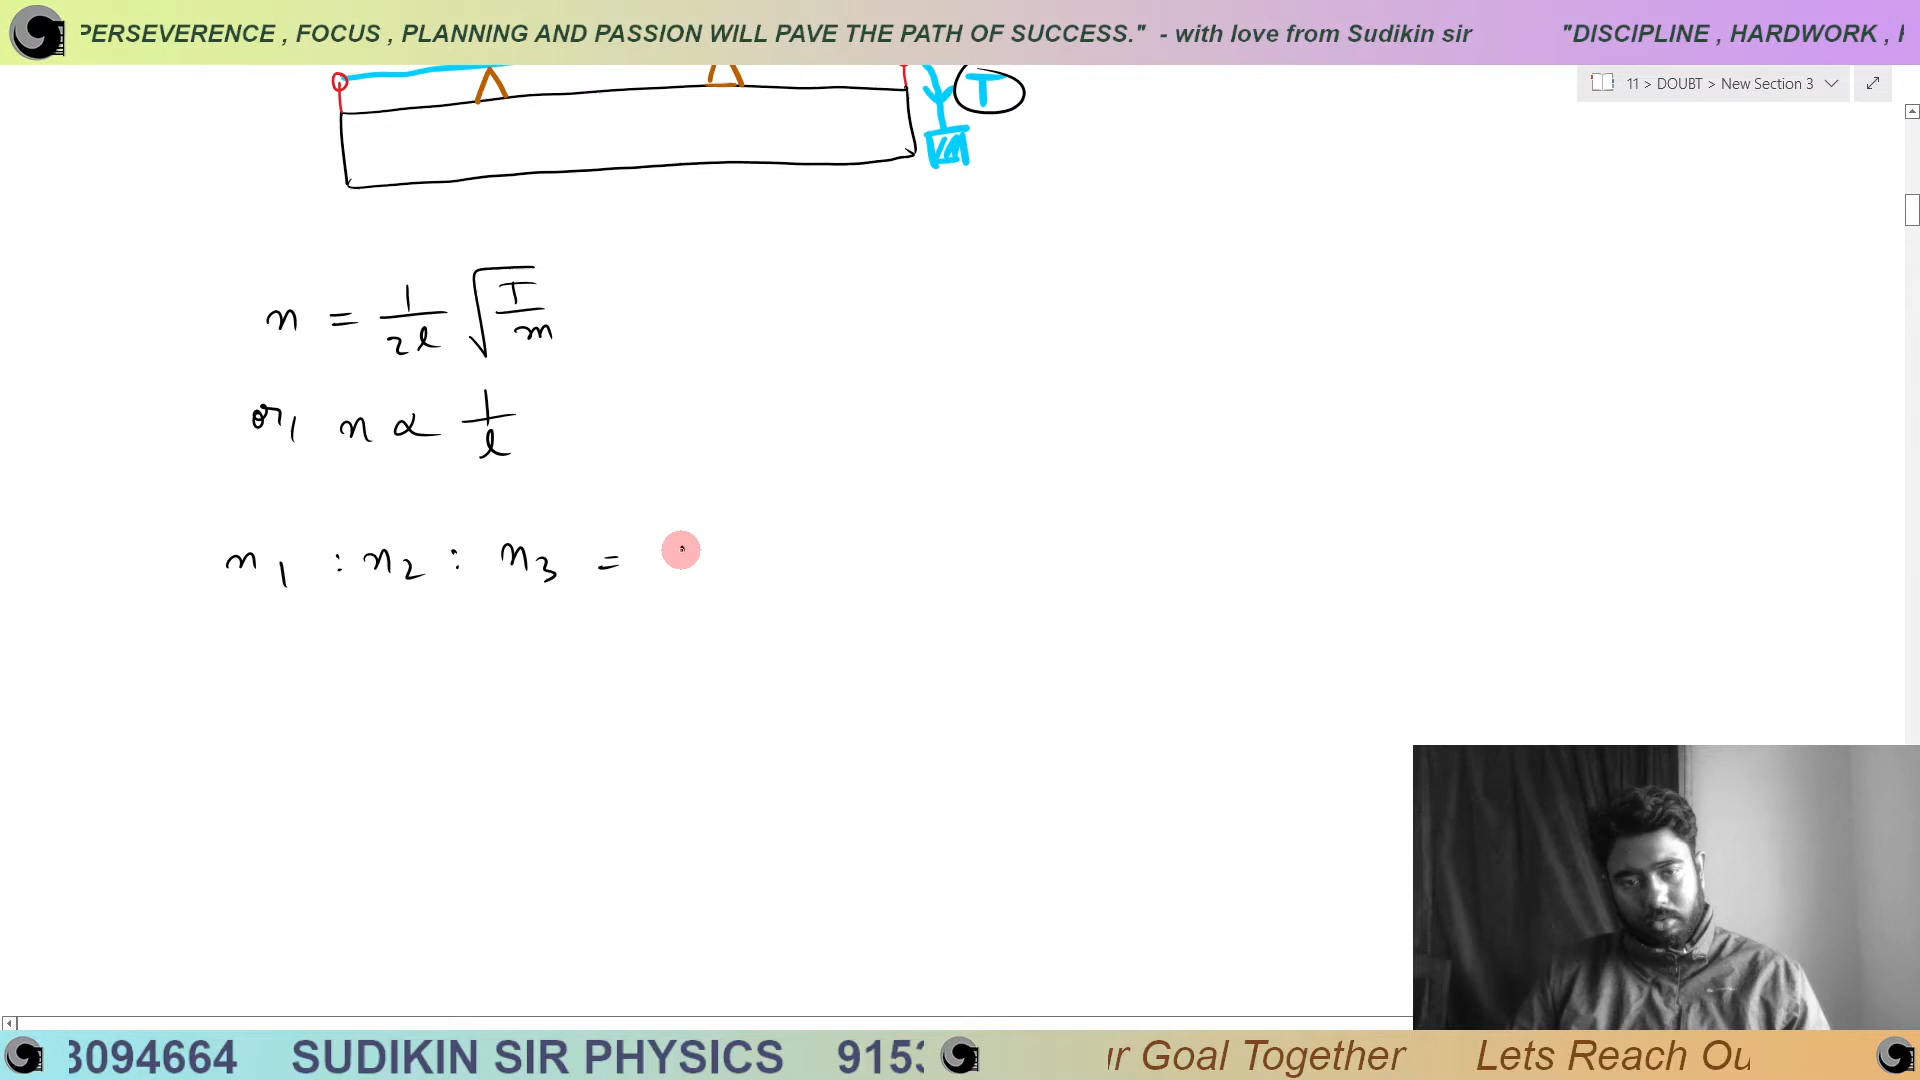 PERSEVERENCE , FOCUS , PLANNING AND PASSION WILL PAVE THE PATH OF SUCCESS." - with love from Sudikin sir "DISCIPLINE , HARDWORK ,
11 > DOUBT > New Section 3
T
n = 1/2l √T/m
or, n ∝ 1/l
n1 : n2 : n3 =
3094664 SUDIKIN SIR PHYSICS 9153
ur Goal Together Lets Reach Ou